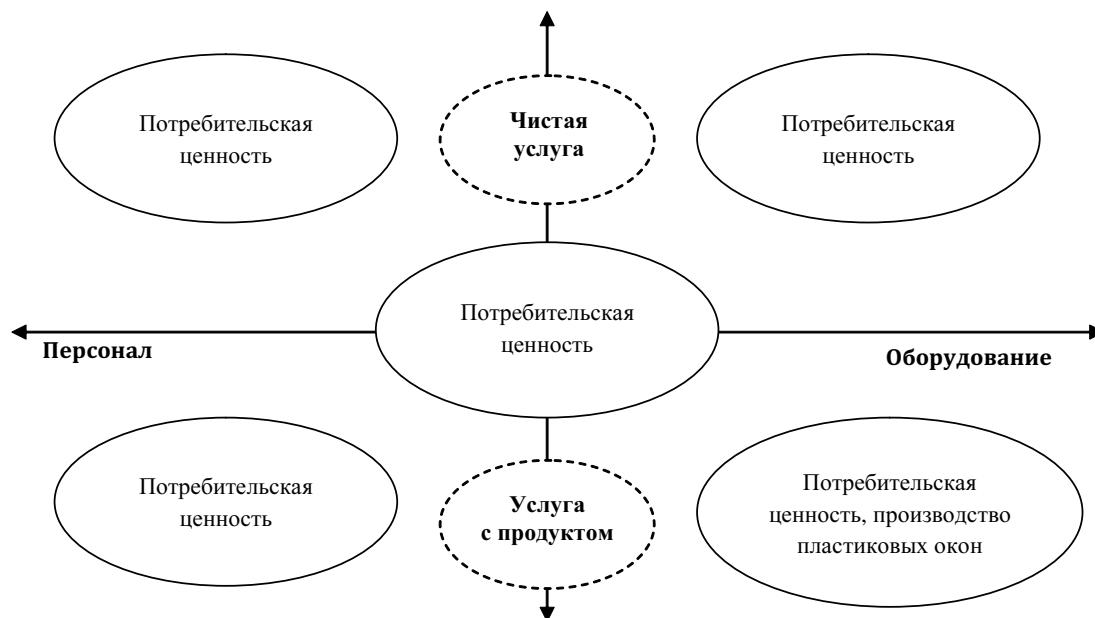 Потребительская
ценность
Чистая
услуга
Потребительская
ценность
Потребительская
ценность
Персонал
Оборудование
Потребительская
ценность
Услуга
с продуктом
Потребительская
ценность, производство
пластиковых окон